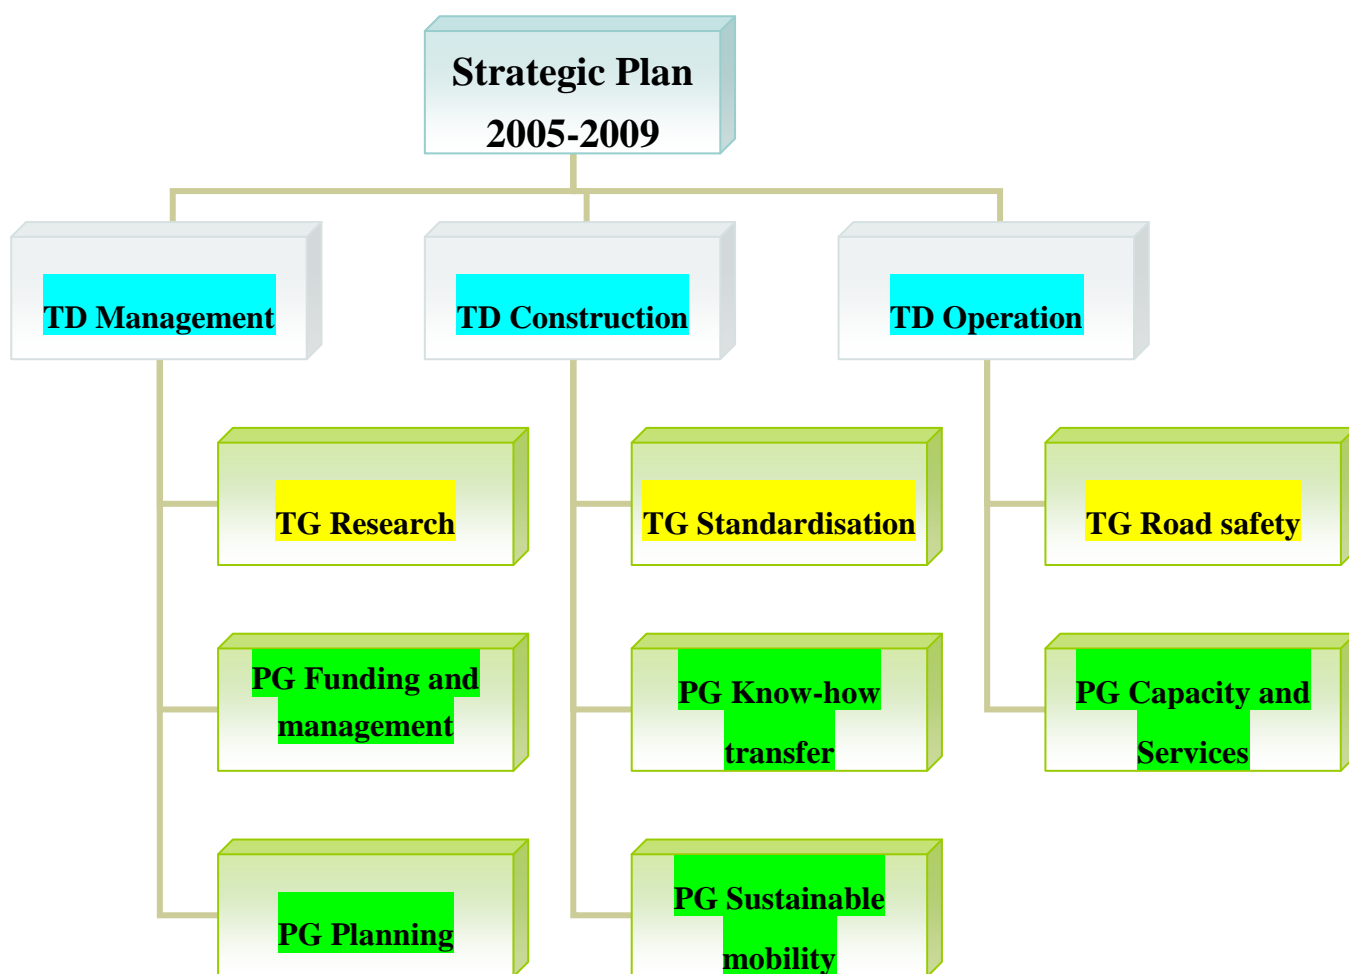 Strategic Plan
2005-2009
TD Management
TD Construction
TD Operation
TG Research
TG Standardisation
TG Road safety
PG Funding and
management
PG Know-how
transfer
PG Capacity and
Services
PG Planning
PG Sustainable
mobility